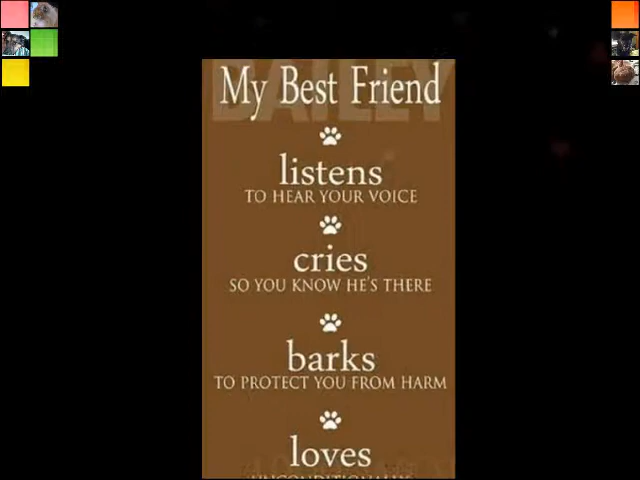 My Best Friend
listens
TO HEAR YOUR VOICE
cries
SO YOU KNOW HE'S THERE
barks
TO PROTECT YOU FROM HARM
loves
UNCONDITIONALLY